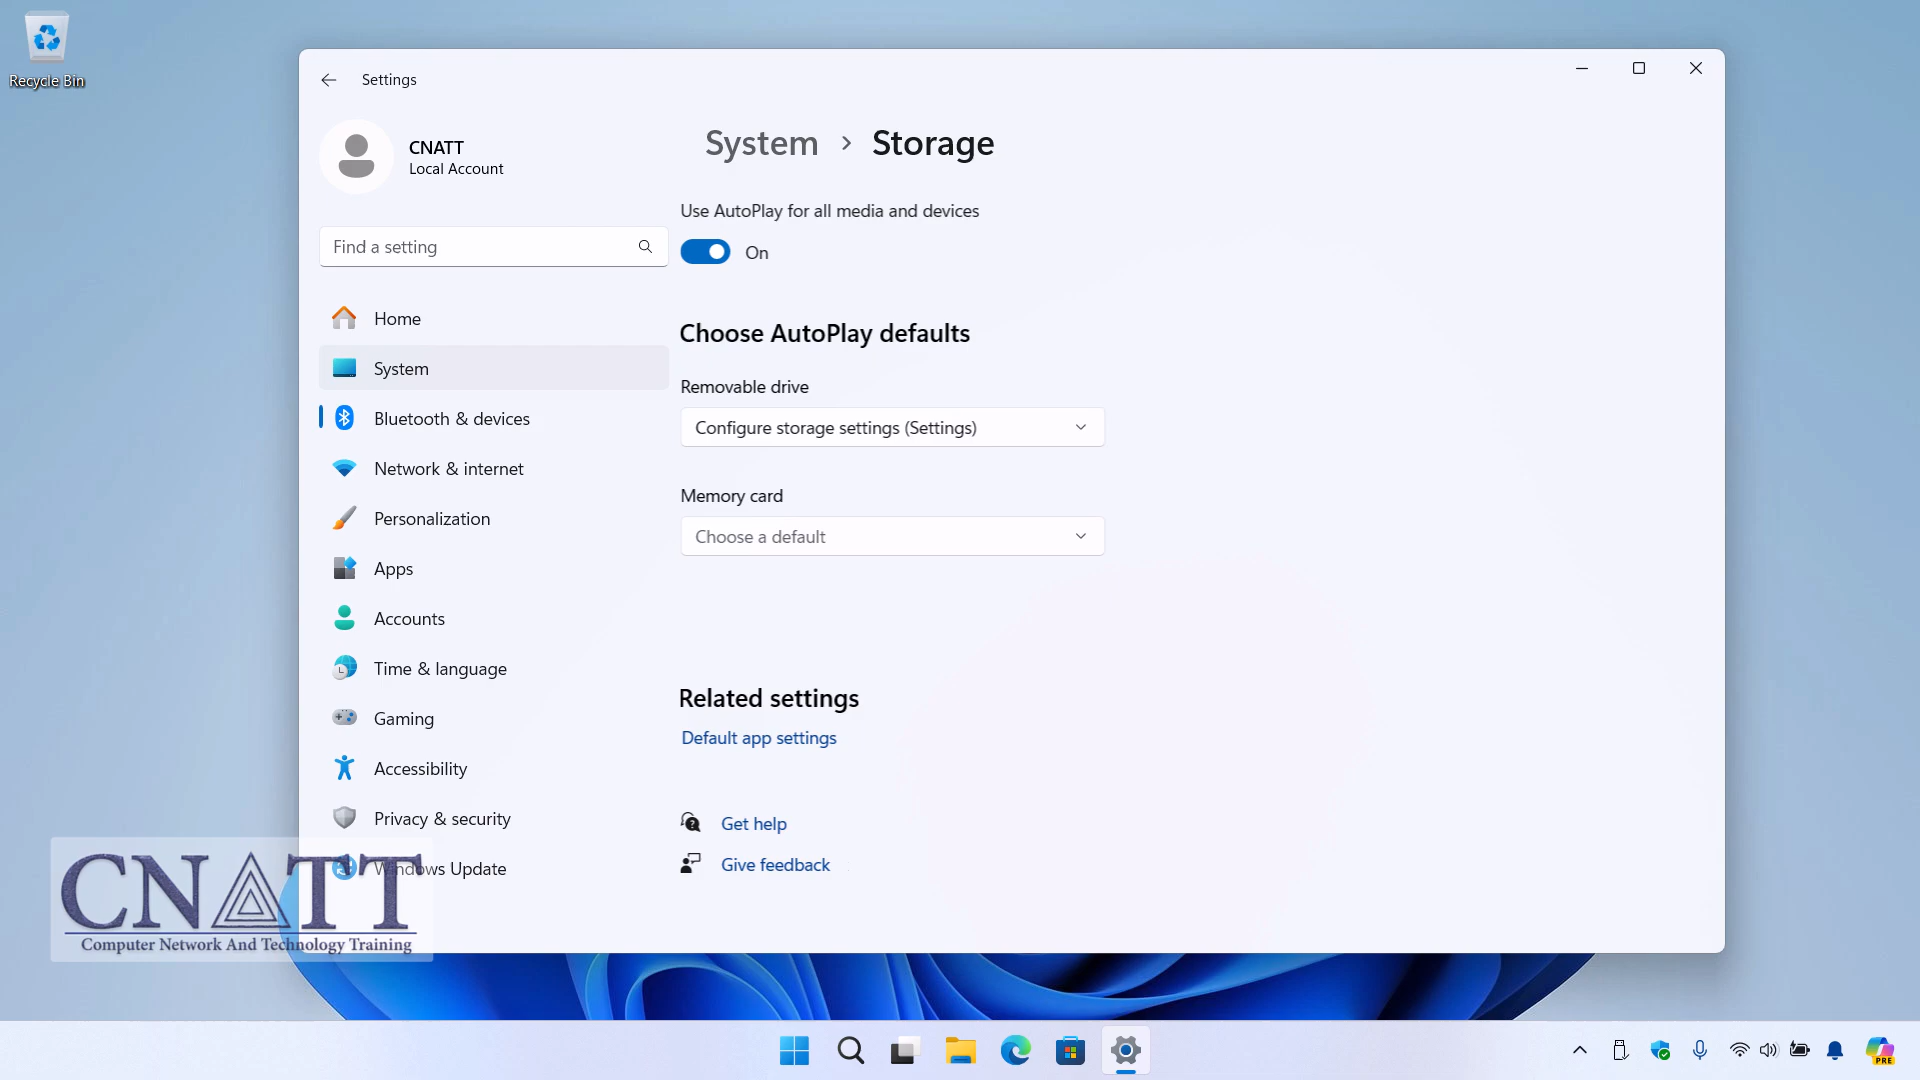 Recycle Bin
Settings
CNATT
Local Account
Find a setting
Home
System
Bluetooth & devices
Network & internet
Personalization
Apps
Accounts
Time & language
Gaming
Accessibility
Privacy & security
Windows Update
System > Storage
Use AutoPlay for all media and devices
On
Choose AutoPlay defaults
Removable drive
Configure storage settings (Settings)
Memory card
Choose a default
Related settings
Default app settings
Get help
Give feedback
CNATT
Computer Network And Technology Training
PRE